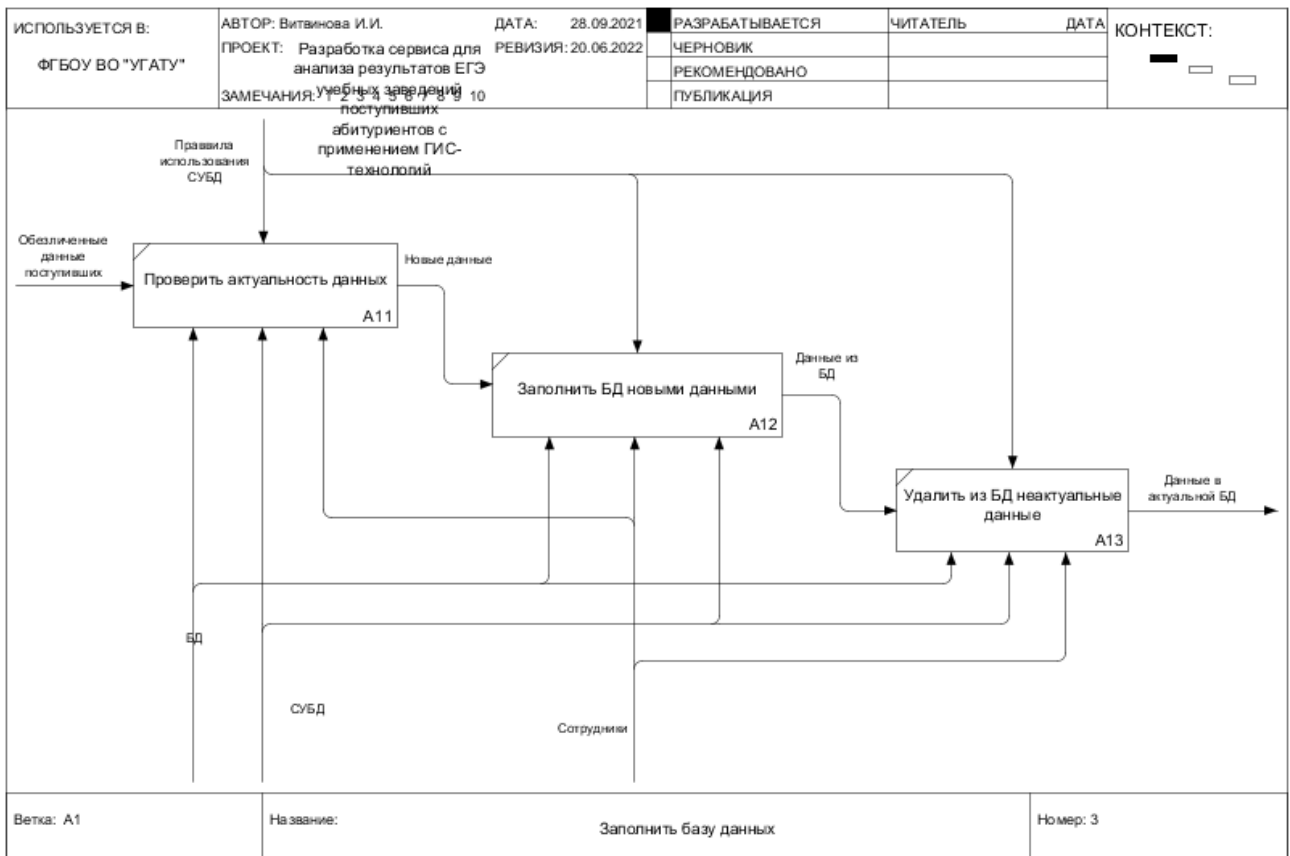 ИСПОЛЬЗУЕТСЯ В:
ФГБОУ ВО "УГАТУ"
АВТОР: Витвинова И.И.
ДАТА: 28.09.2021
ПРОЕКТ: Разработка сервиса для
анализа результатов ЕГЭ
учебных заведений
поступивших
абитуриентов с
применением ГИС-
технологий
РЕВИЗИЯ: 20.06.2022
ЗАМЕЧАНИЯ: 1 2 3 4 5 6 7 8 9 10
РАЗРАБАТЫВАЕТСЯ
ЧЕРНОВИК
РЕКОМЕНДОВАНО
ПУБЛИКАЦИЯ
ЧИТАТЕЛЬ
ДАТА
КОНТЕКСТ:
Праввила
использования
СУБД
Обезличенные
данные
поступивших
Проверить актуальность данных
A11
Новые данные
Заполнить БД новыми данными
A12
Данные из
БД
Удалить из БД неактуальные
данные
A13
Данные в
актуальной БД
БД
СУБД
Сотрудники
Ветка: A1
Название:
Заполнить базу данных
Номер: 3